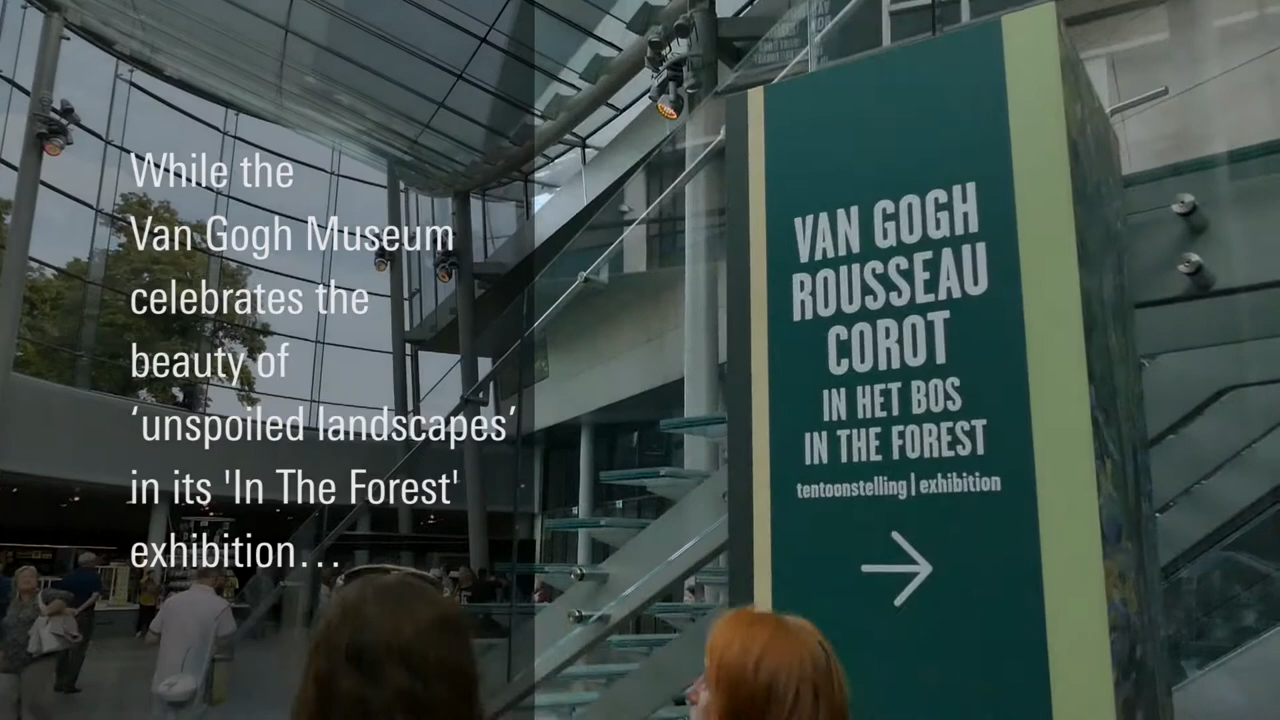 While the
Van Gogh Museum
celebrates the
beauty of
‘unspoiled landscapes’
in its 'In The Forest'
exhibition…
VAN GOGH
ROUSSEAU
COROT
IN HET BOS
IN THE FOREST
tentoonstelling | exhibition